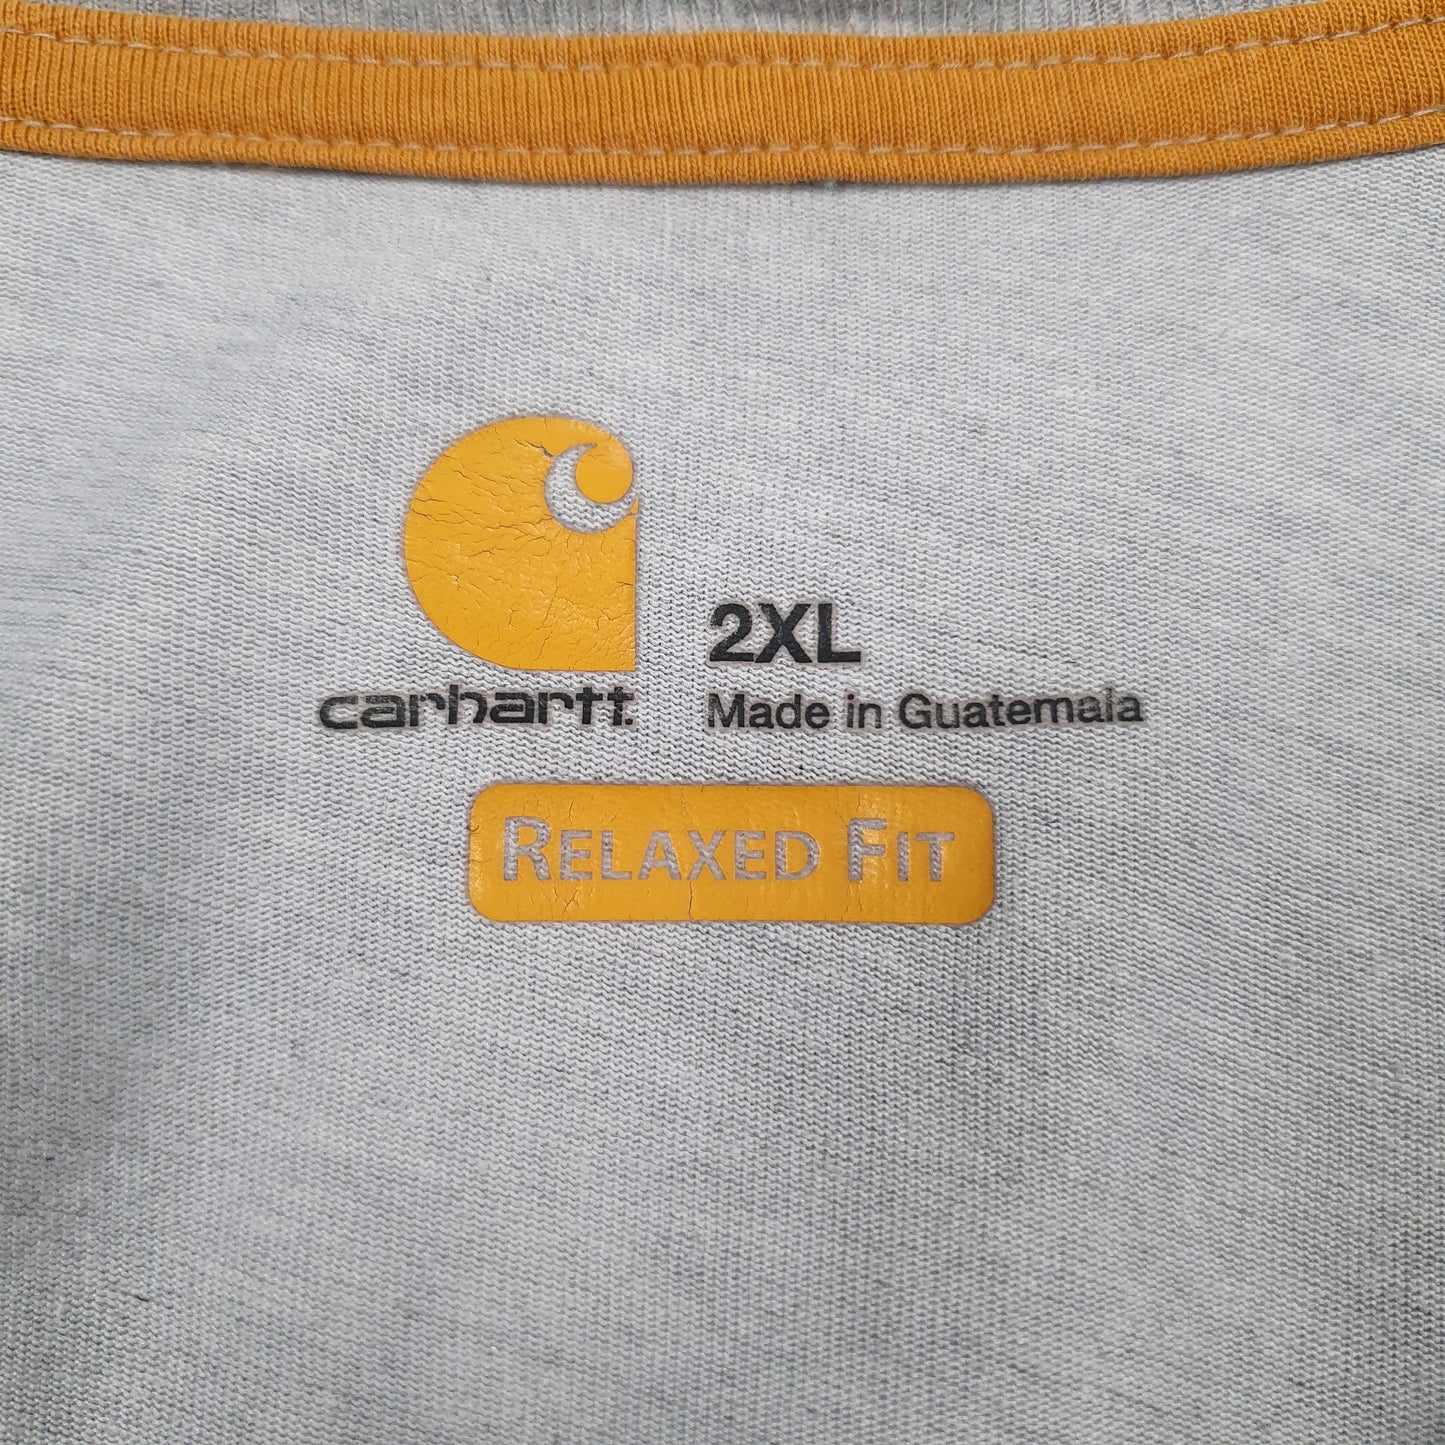 carhartt.
2XL
Made in Guatemala
RELAXED FIT